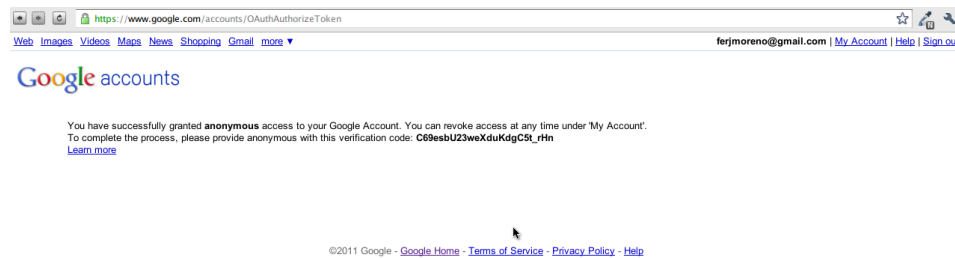 https://www.google.com/accounts/OAuthAuthorizeToken
Web Images Videos Maps News Shopping Gmail more ▼ ferjmoreno@gmail.com | My Account | Help | Sign ou
Google accounts
You have successfully granted anonymous access to your Google Account. You can revoke access at any time under 'My Account'.
To complete the process, please provide anonymous with this verification code: C69esbU23weXduKdgC5t_rHn
Learn more
©2011 Google - Google Home - Terms of Service - Privacy Policy - Help